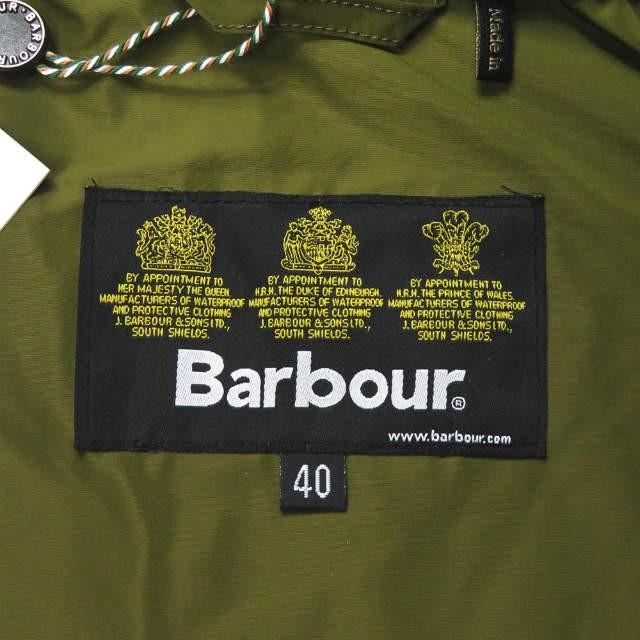 UR·BARBOUR
Made in
BY APPOINTMENT TO
HER MAJESTY THE QUEEN
MANUFACTURERS OF WATERPROOF
AND PROTECTIVE CLOTHING
J. BARBOUR & SONS LTD.,
SOUTH SHIELDS.
BY APPOINTMENT TO
H.R.H. THE DUKE OF EDINBURGH
MANUFACTURERS OF WATERPROOF
AND PROTECTIVE CLOTHING
J. BARBOUR & SONS LTD.,
SOUTH SHIELDS.
BY APPOINTMENT TO
H.R.H. THE PRINCE OF WALES
MANUFACTURERS OF WATERPROOF
AND PROTECTIVE CLOTHING
J. BARBOUR & SONS LTD.,
SOUTH SHIELDS.
Barbour®
www.barbour.com
40